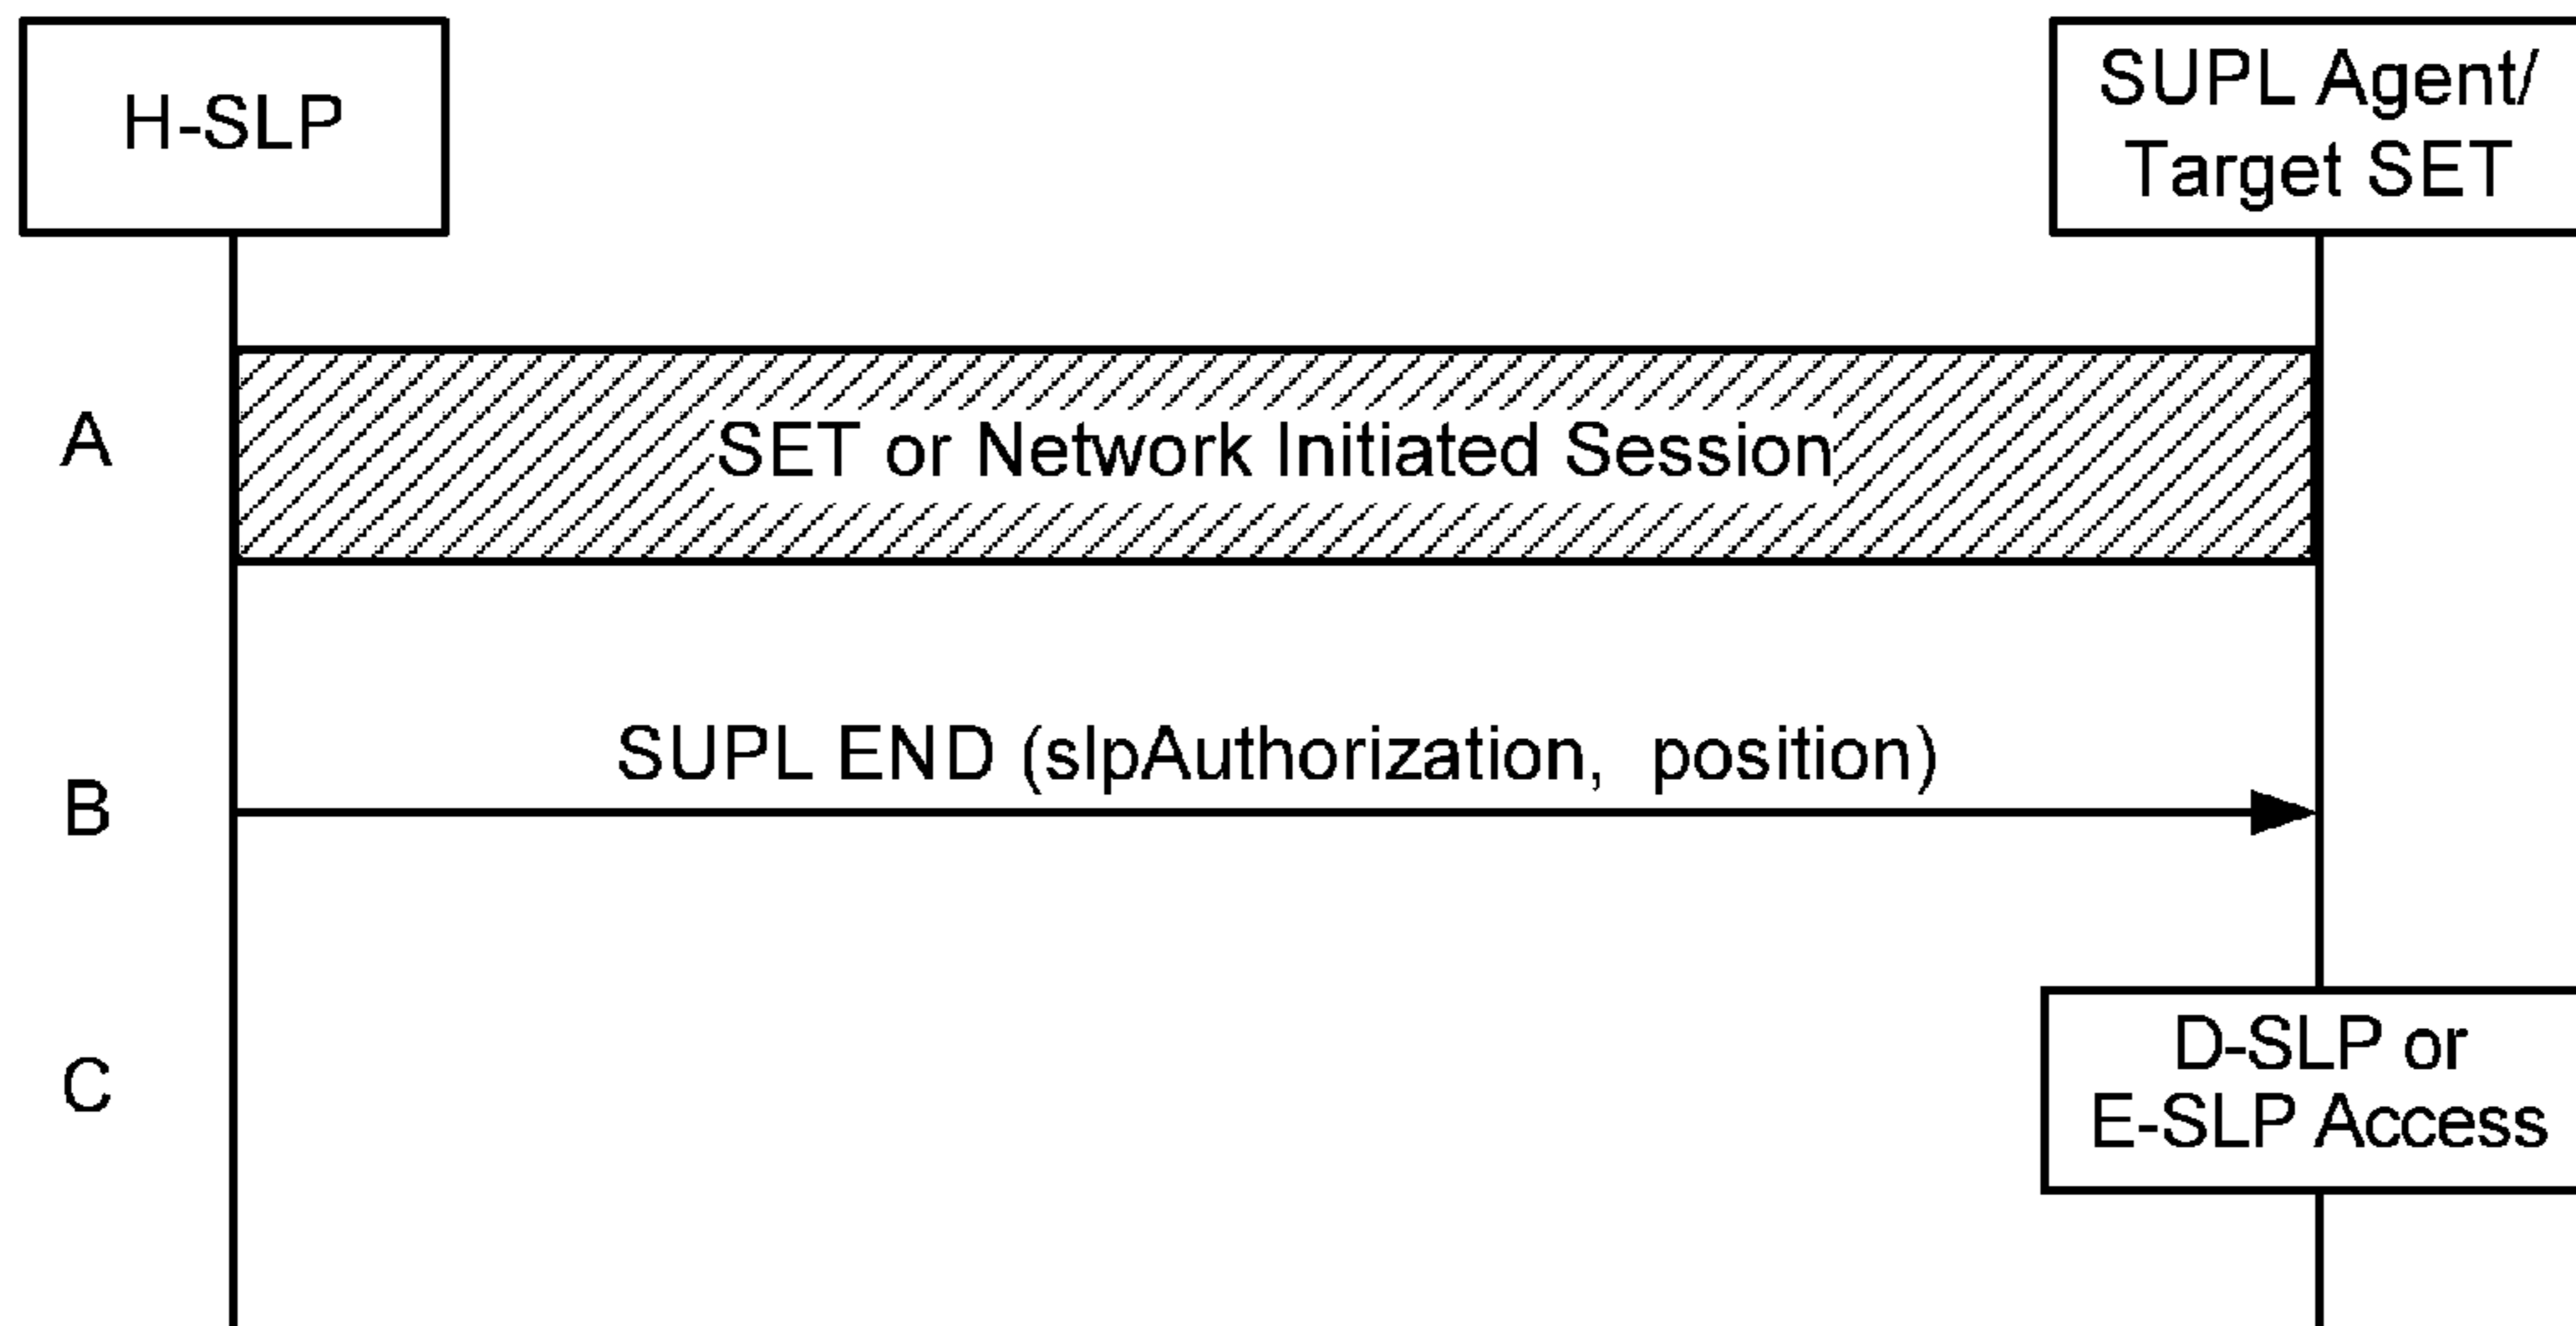 H-SLP
SUPL Agent/
Target SET
A
SET or Network Initiated Session
SUPL END (slpAuthorization, position)
B
C
D-SLP or
E-SLP Access